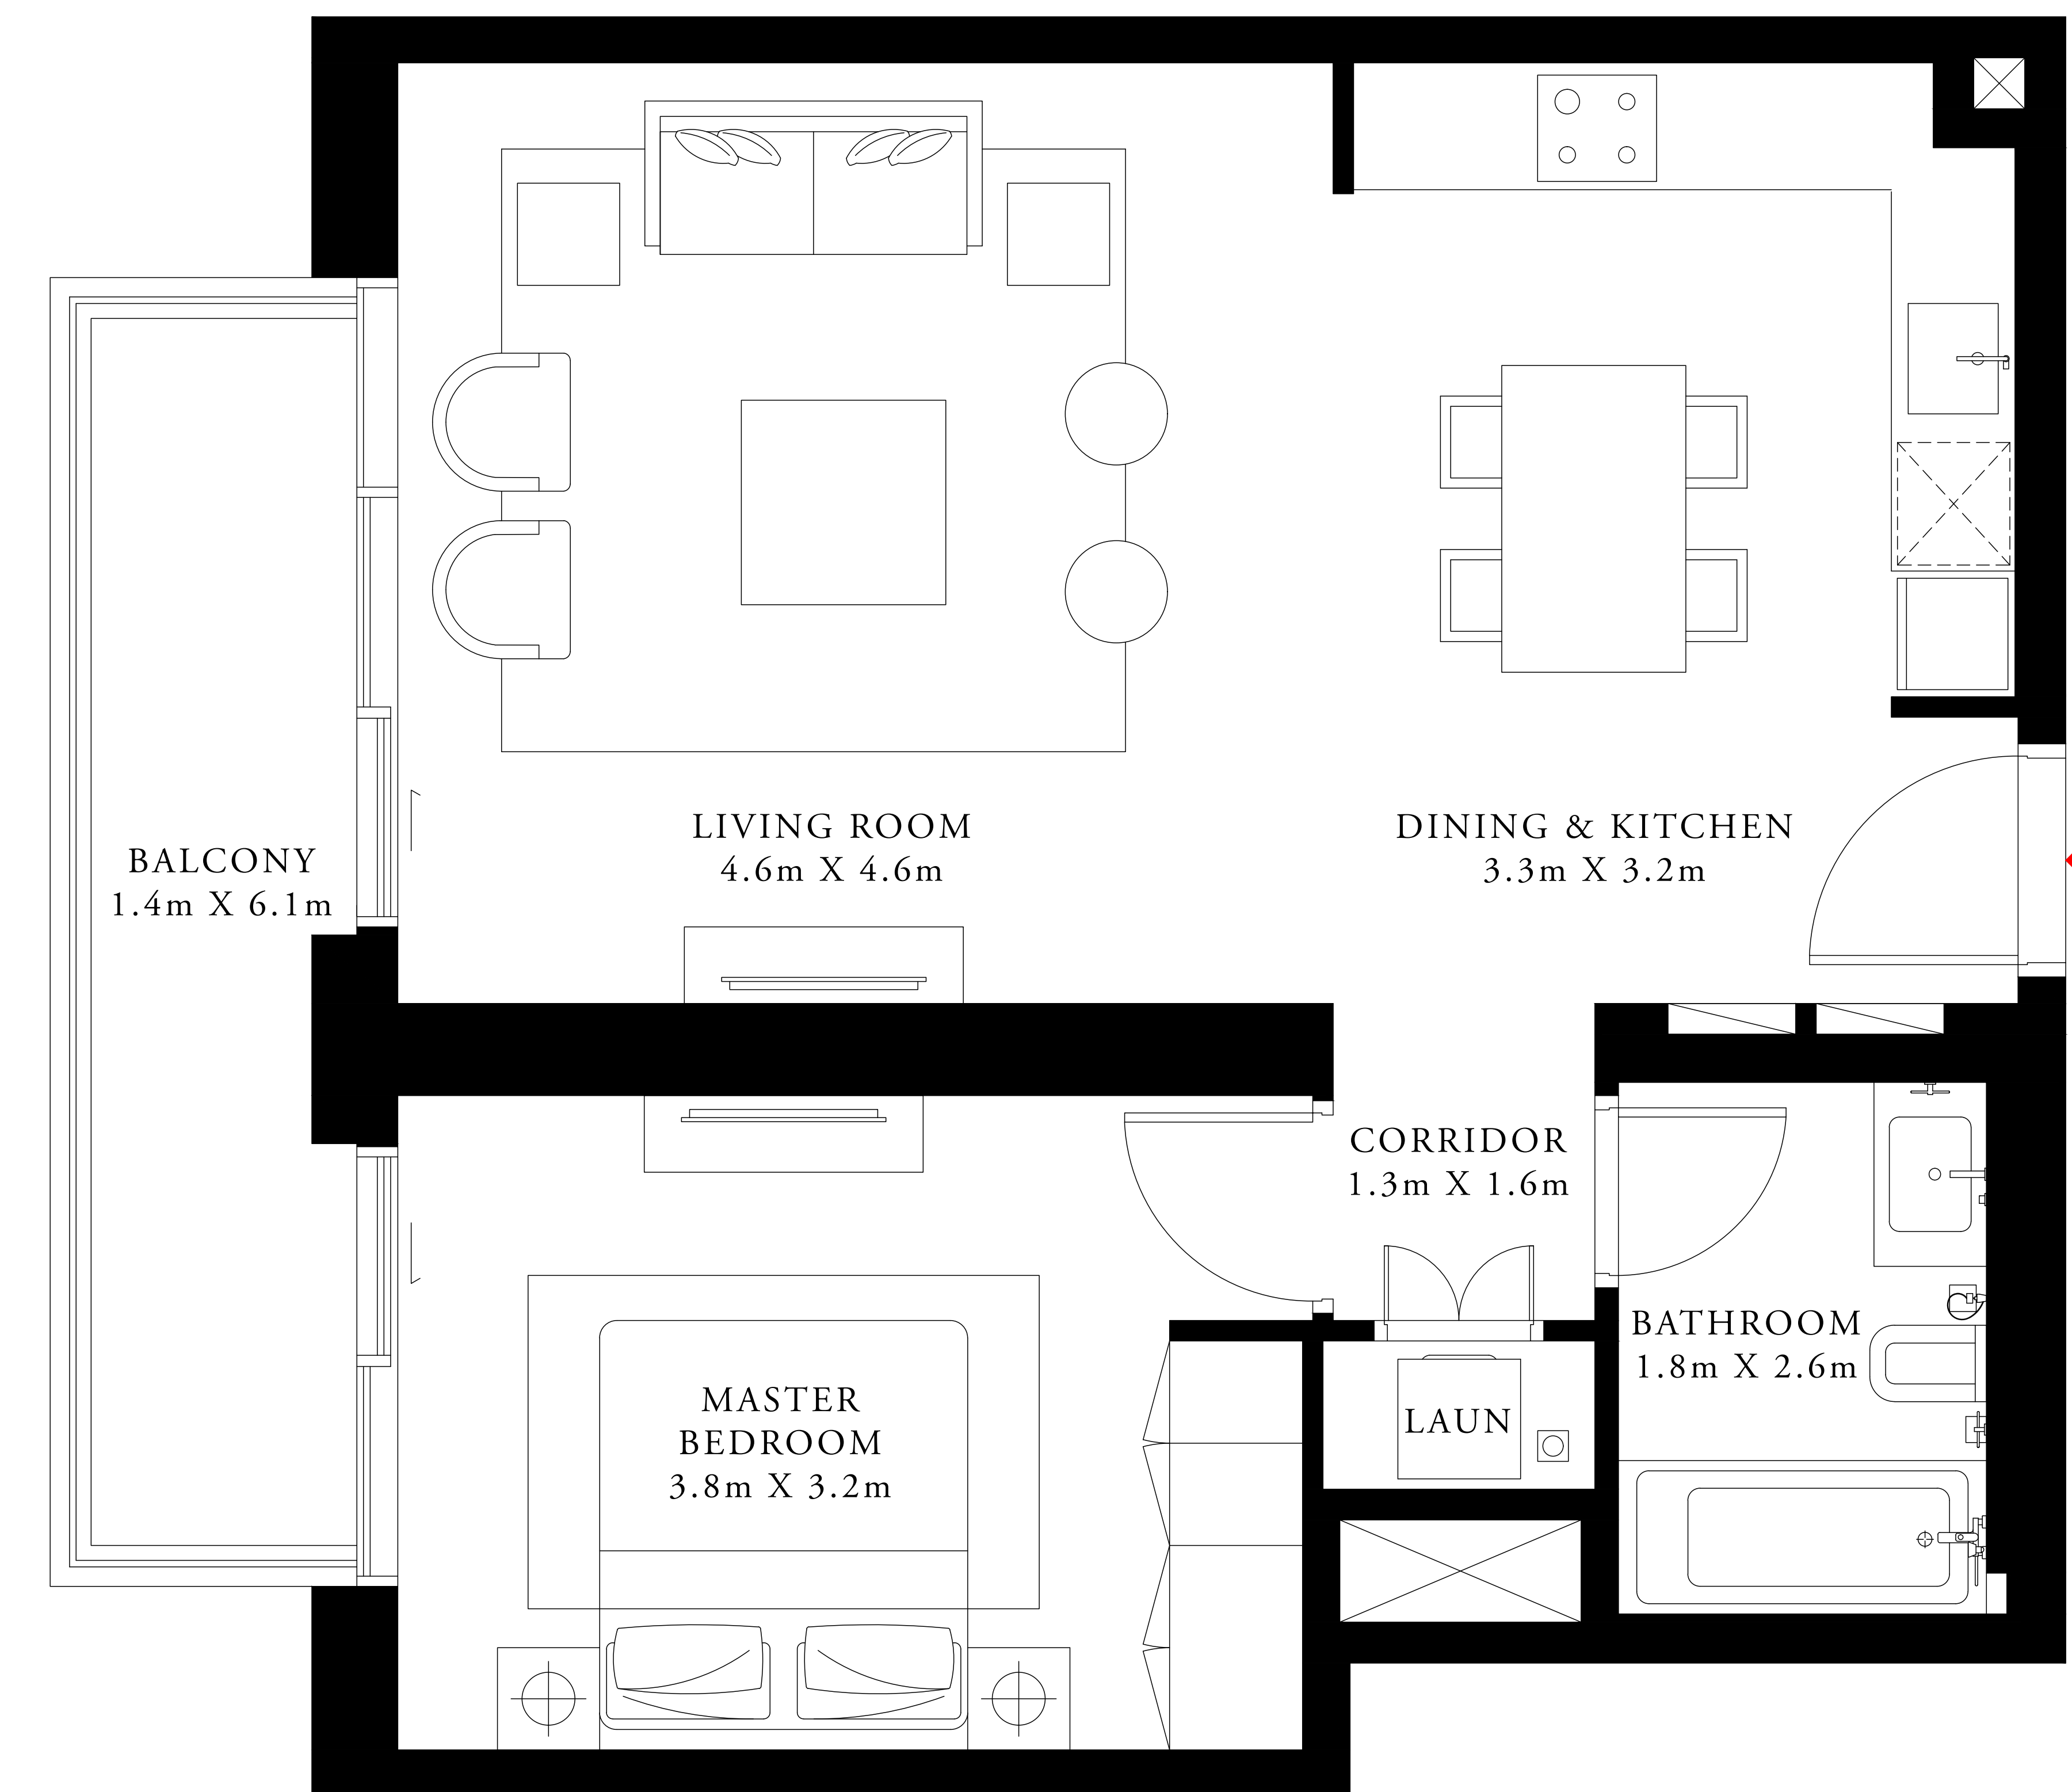 LIVING ROOM
4.6m X 4.6m
DINING & KITCHEN
3.3m X 3.2m
BALCONY
1.4m X 6.1m
CORRIDOR
1.3m X 1.6m
BATHROOM
1.8m X 2.6m
MASTER
BEDROOM
3.8m X 3.2m
LAUN